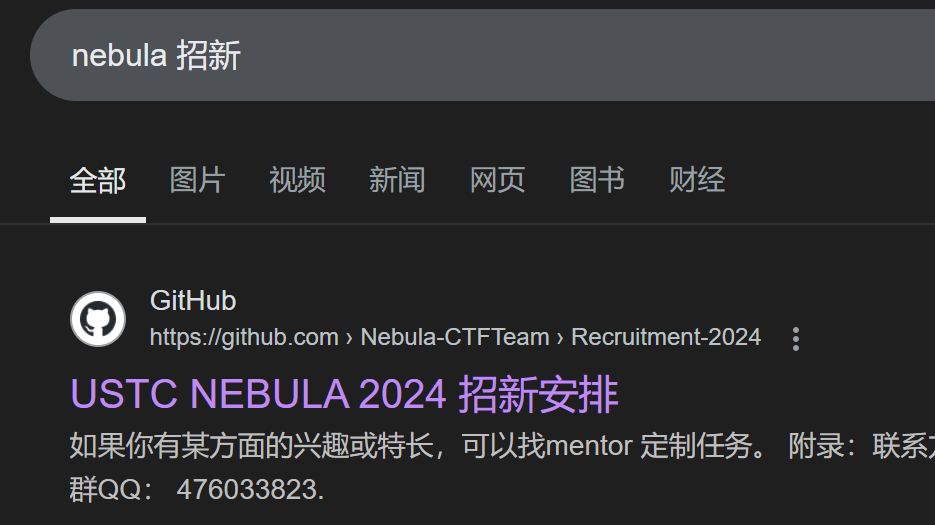 nebula 招新
全部 图片 视频 新闻 网页 图书 财经
GitHub
https://github.com › Nebula-CTFTeam › Recruitment-2024
USTC NEBULA 2024 招新安排
如果你有某方面的兴趣或特长，可以找mentor 定制任务。 附录：联系
群QQ： 476033823.